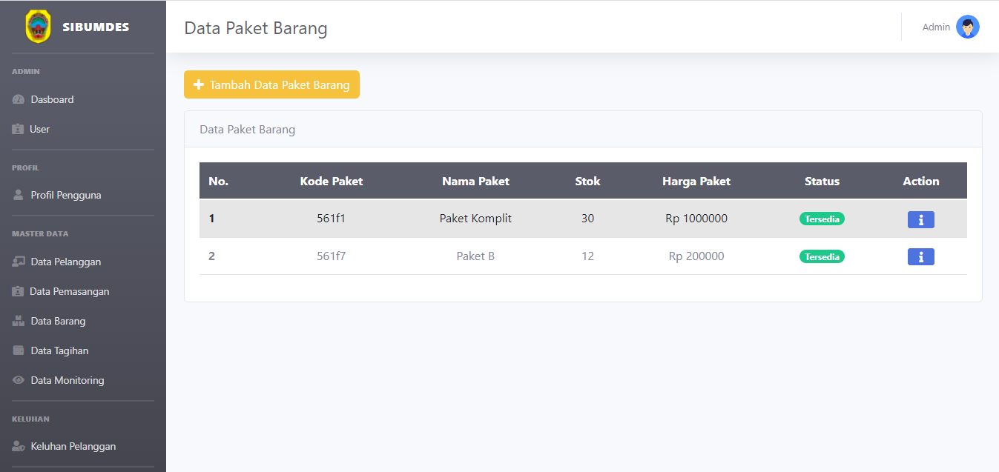 SIBUMDES
ADMIN
Dasboard
User
PROFIL
Profil Pengguna
MASTER DATA
Data Pelanggan
Data Pemasangan
Data Barang
Data Tagihan
Data Monitoring
KELUHAN
Keluhan Pelanggan
Data Paket Barang
Admin
Tambah Data Paket Barang
Data Paket Barang
No. Kode Paket Nama Paket Stok Harga Paket Status Action
1 561f1 Paket Komplit 30 Rp 1000000 Tersedia
2 561f7 Paket B 12 Rp 200000 Tersedia